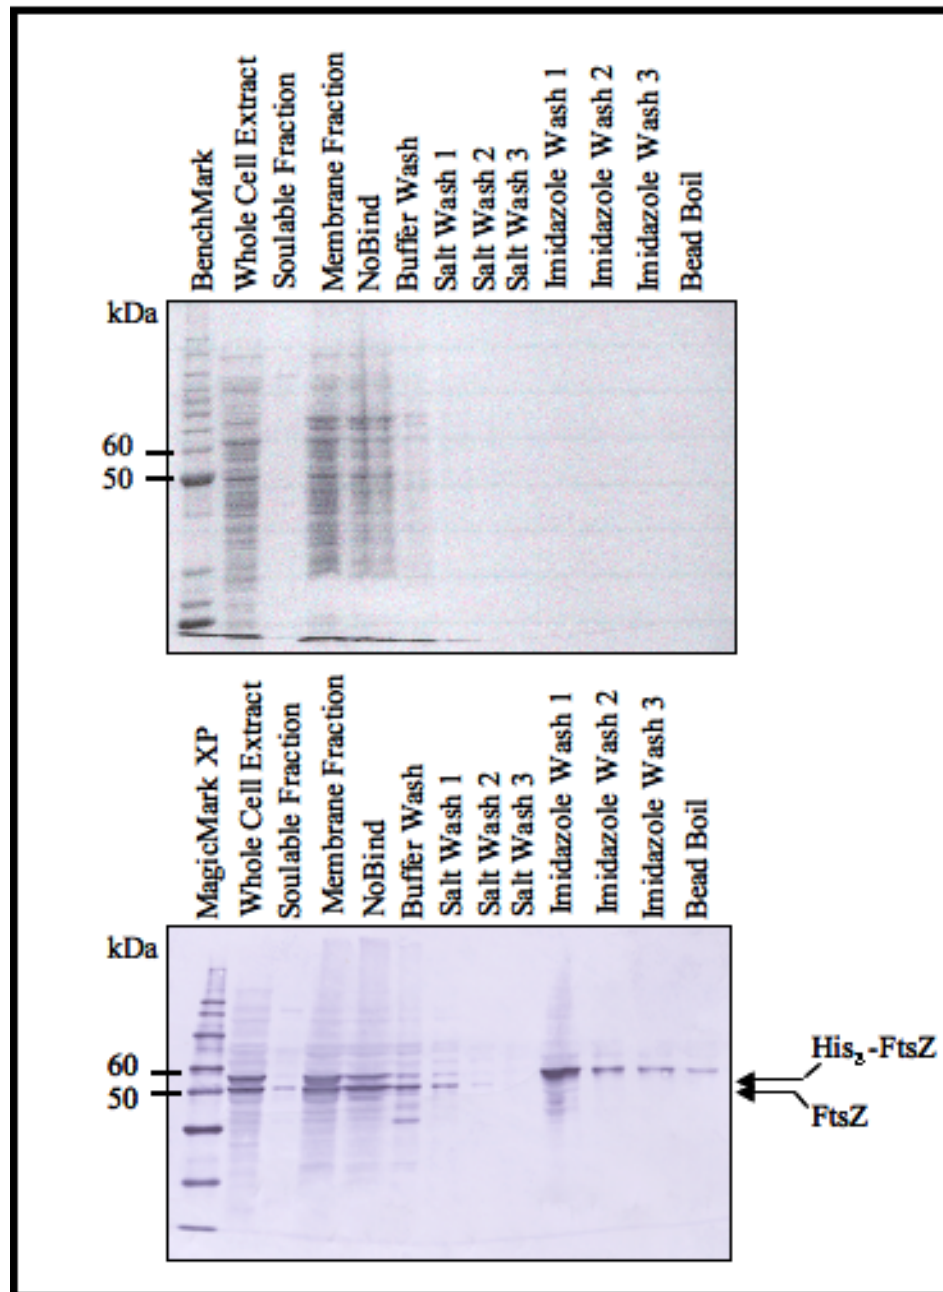 BenchMark
Whole Cell Extract
Soulable Fraction
Membrane Fraction
NoBind
Buffer Wash
Salt Wash 1
Salt Wash 2
Salt Wash 3
Imidazole Wash 1
Imidazole Wash 2
Imidazole Wash 3
Bead Boil
kDa
60
50
MagicMark XP
Whole Cell Extract
Soulable Fraction
Membrane Fraction
NoBind
Buffer Wash
Salt Wash 1
Salt Wash 2
Salt Wash 3
Imidazole Wash 1
Imidazole Wash 2
Imidazole Wash 3
Bead Boil
kDa
60
50
-FtsZ
FtsZ